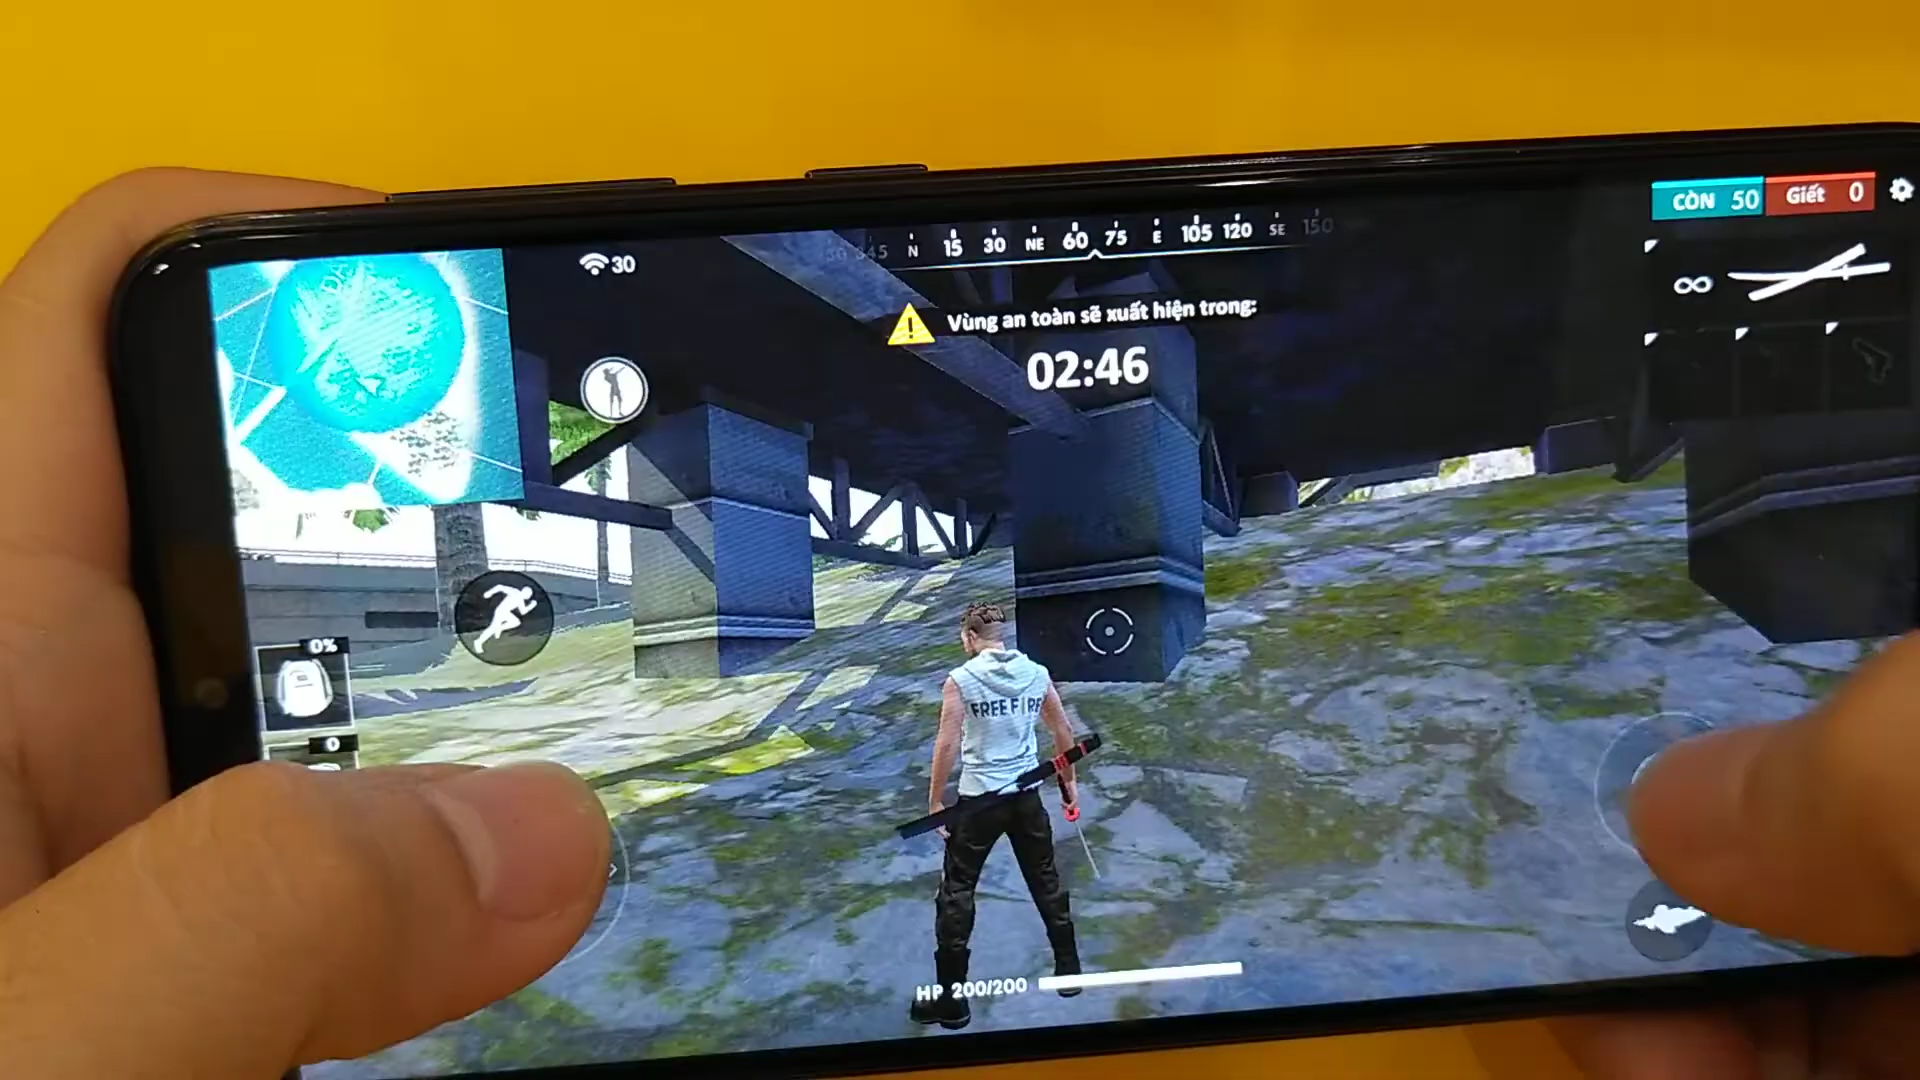 CÒN 50 Giết 0
N 15 30 NE 60 75 E 105 120 SE 150
30
Vùng an toàn sẽ xuất hiện trong:
02:46
∞
0%
0
FREE FIRE
HP 200/200